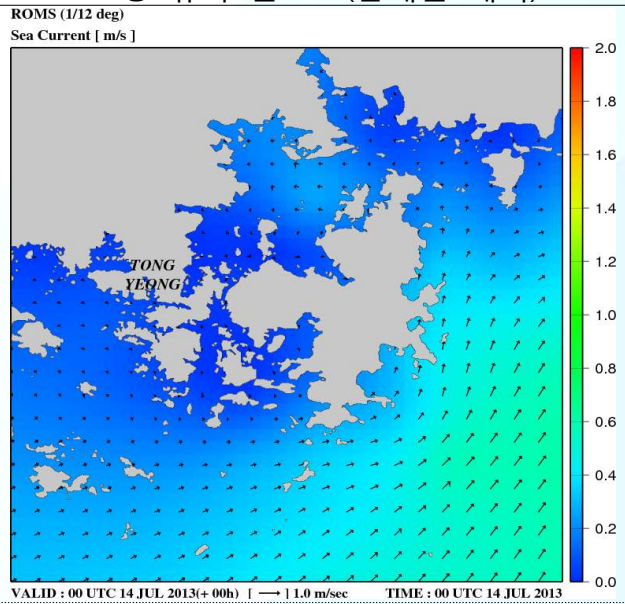 ROMS (1/12 deg)
Sea Current [ m/s ]
2.0
1.8
1.6
1.4
1.2
1.0
0.8
0.6
0.4
0.2
0.0
TONG
YEONG
VALID : 00 UTC 14 JUL 2013(+ 00h) [ → ] 1.0 m/sec TIME : 00 UTC 14 JUL 2013